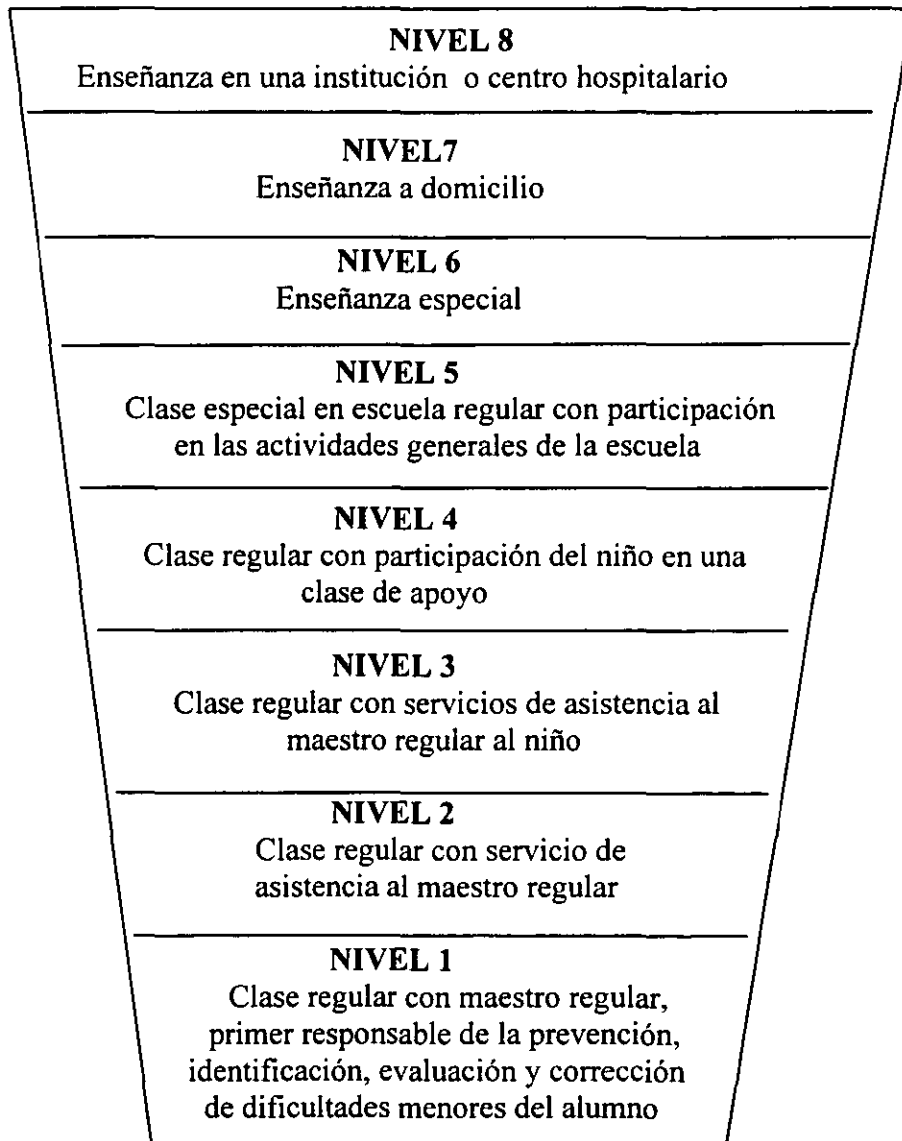 NIVEL 8
Enseñanza en una institución o centro hospitalario
NIVEL7
Enseñanza a domicilio
NIVEL 6
Enseñanza especial
NIVEL 5
Clase especial en escuela regular con participación
en las actividades generales de la escuela
NIVEL 4
Clase regular con participación del niño en una
clase de apoyo
NIVEL 3
Clase regular con servicios de asistencia al
maestro regular al niño
NIVEL 2
Clase regular con servicio de
asistencia al maestro regular
NIVEL 1
Clase regular con maestro regular,
primer responsable de la prevención,
identificación, evaluación y corrección
de dificultades menores del alumno